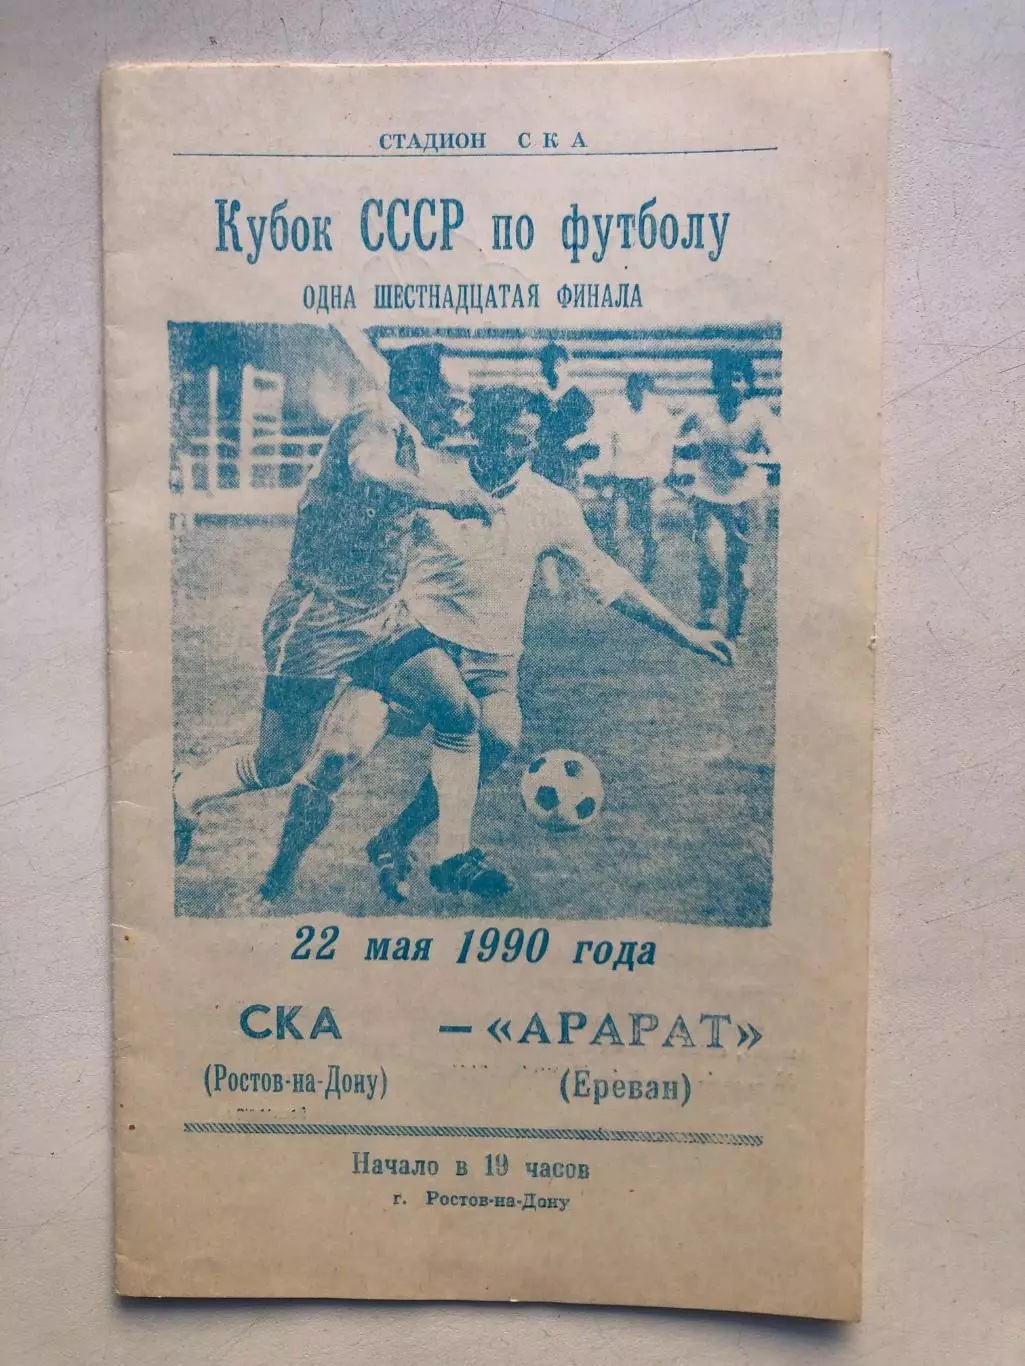 СТАДИОН СКА
Кубок СССР по футболу
ОДНА ШЕСТНАДЦАТАЯ ФИНАЛА
22 мая 1990 года
СКА — «АРАРАТ»
(Ростов-на-Дону) (Ереван)
Начало в 19 часов
г. Ростов-на-Дону